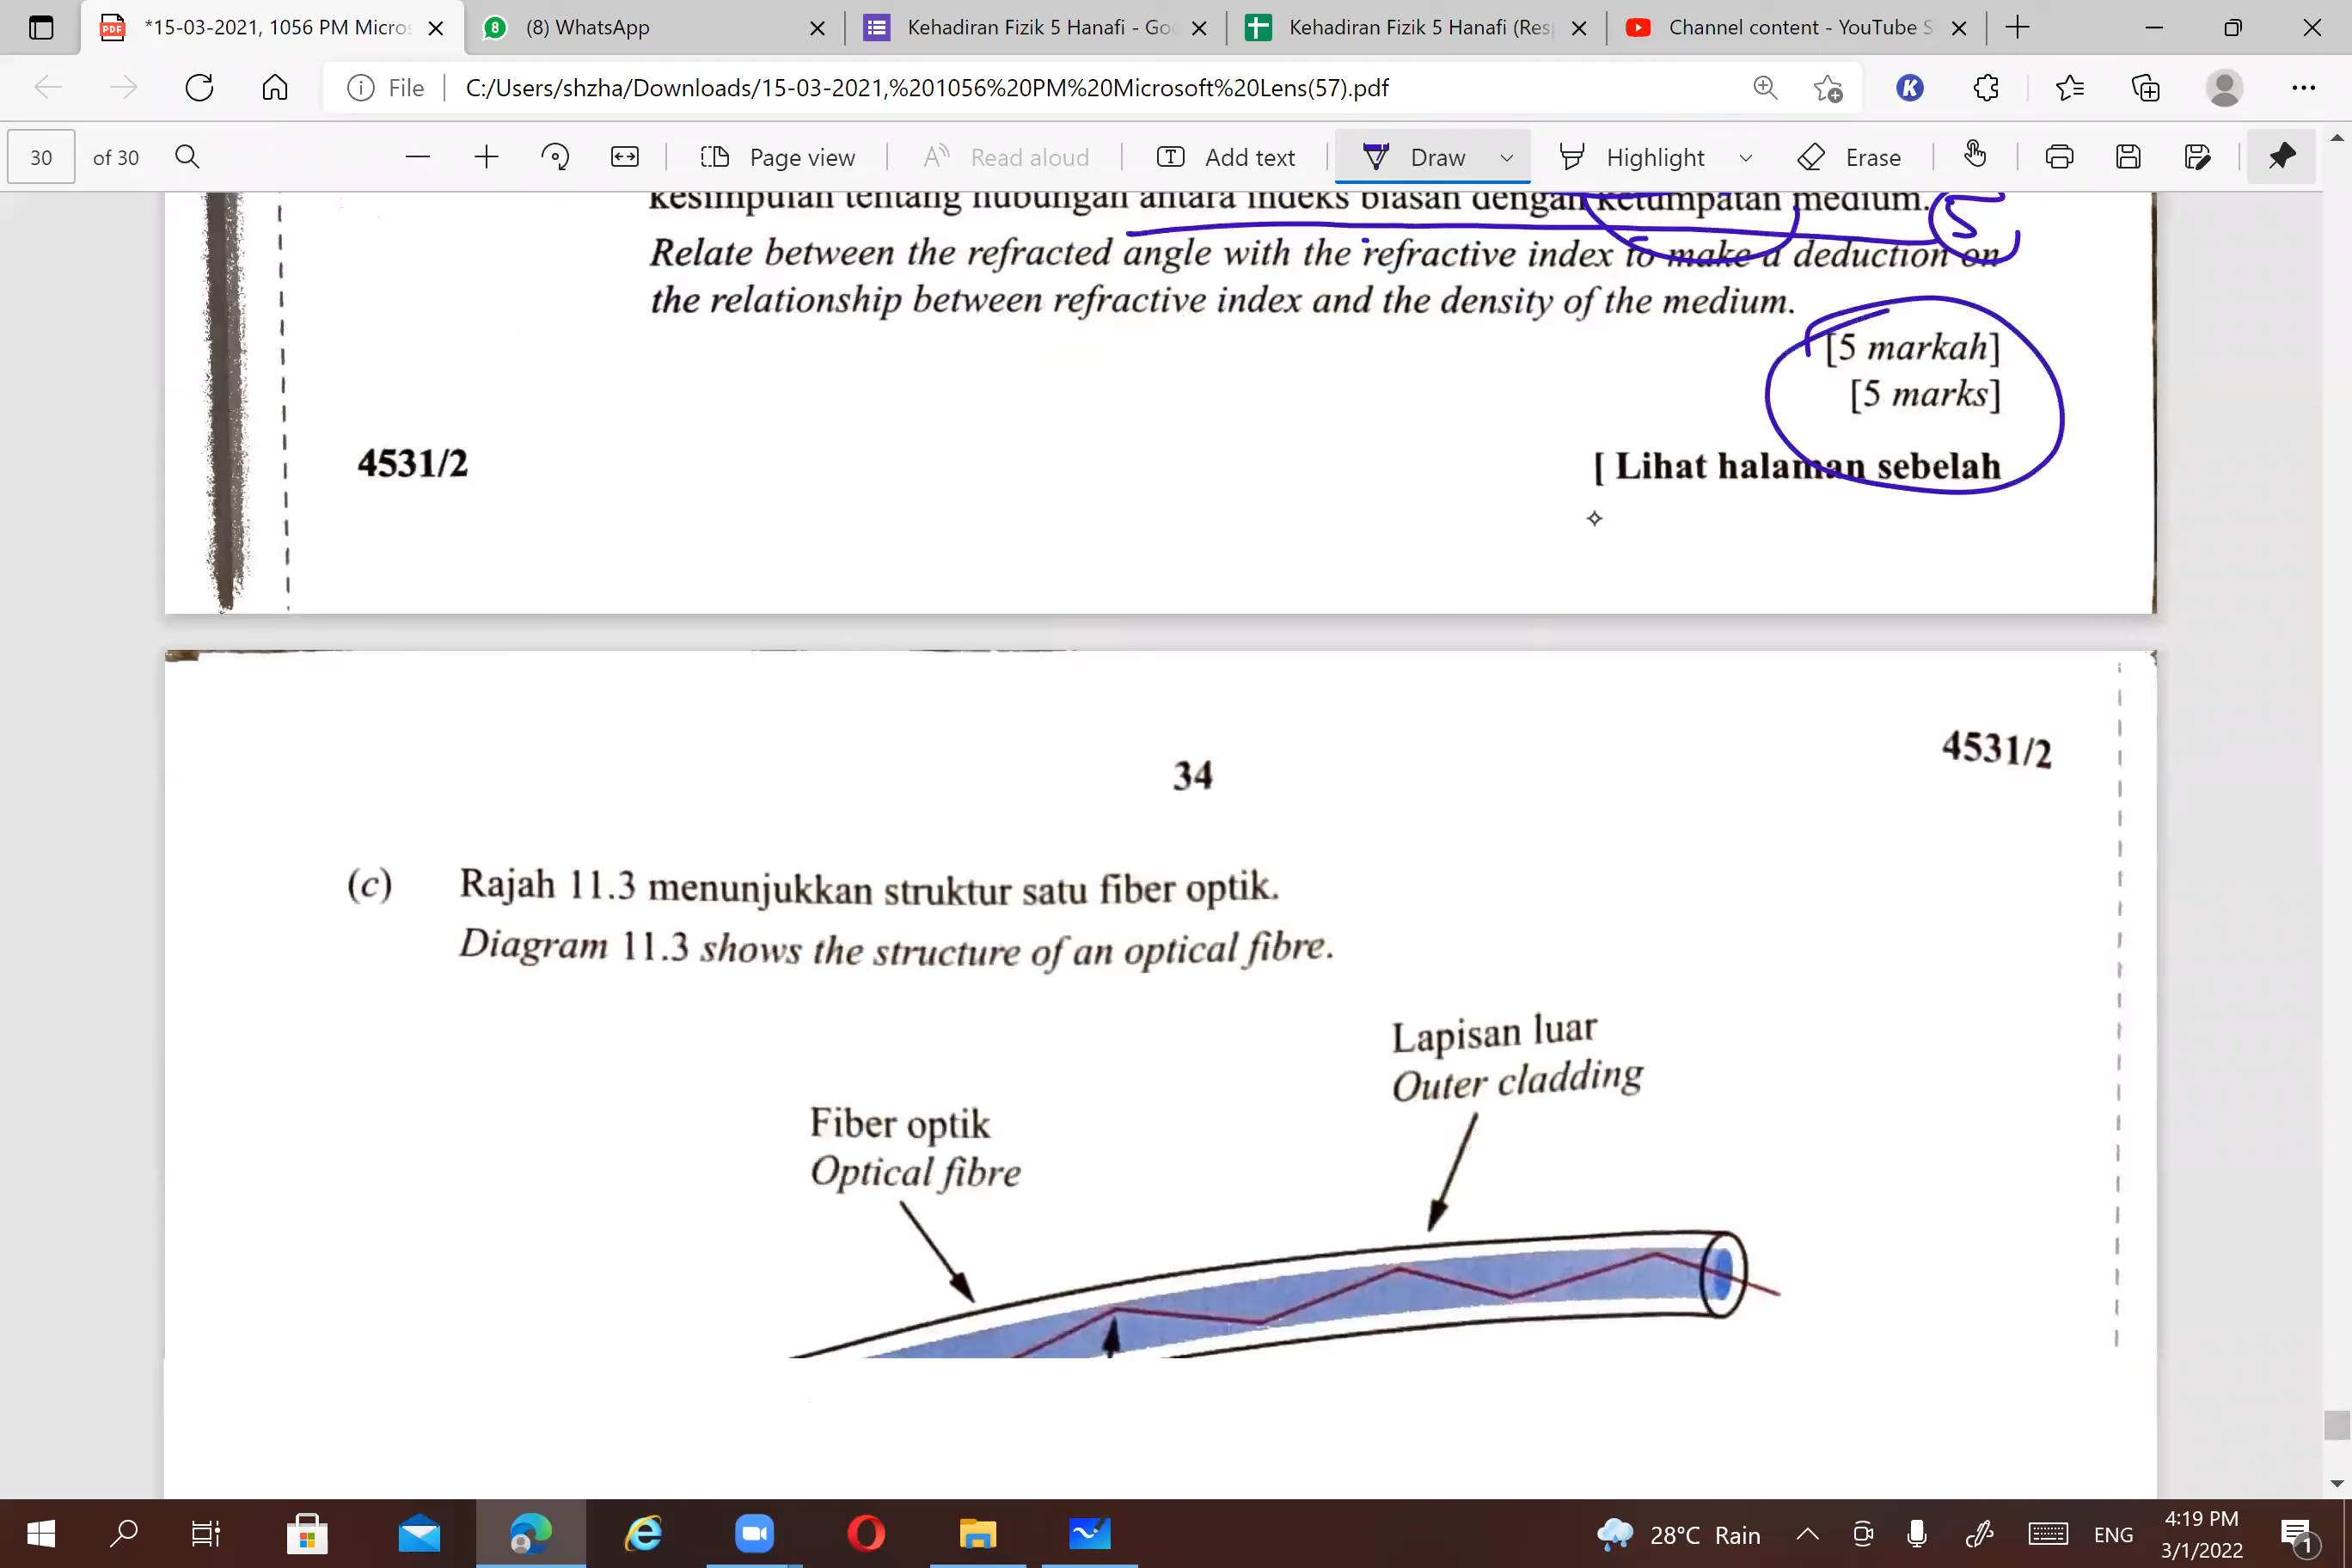 *15-03-2021, 1056 PM Micros
(8) WhatsApp
Kehadiran Fizik 5 Hanafi - Goo
Kehadiran Fizik 5 Hanafi (Resp
Channel content - YouTube S
File
C:/Users/shzha/Downloads/15-03-2021,%201056%20PM%20Microsoft%20Lens(57).pdf
30 of 30
Page view
Read aloud
Add text
Draw
Highlight
Erase
kesimpulan tentang hubungan antara indeks biasan dengan ketumpatan medium. 5
Relate between the refracted angle with the refractive index to make a deduction on
the relationship between refractive index and the density of the medium.
[5 markah]
[5 marks]
4531/2
[ Lihat halaman sebelah
34
4531/2
(c) Rajah 11.3 menunjukkan struktur satu fiber optik.
Diagram 11.3 shows the structure of an optical fibre.
Lapisan luar
Outer cladding
Fiber optik
Optical fibre
28°C Rain
ENG
4:19 PM
3/1/2022
1